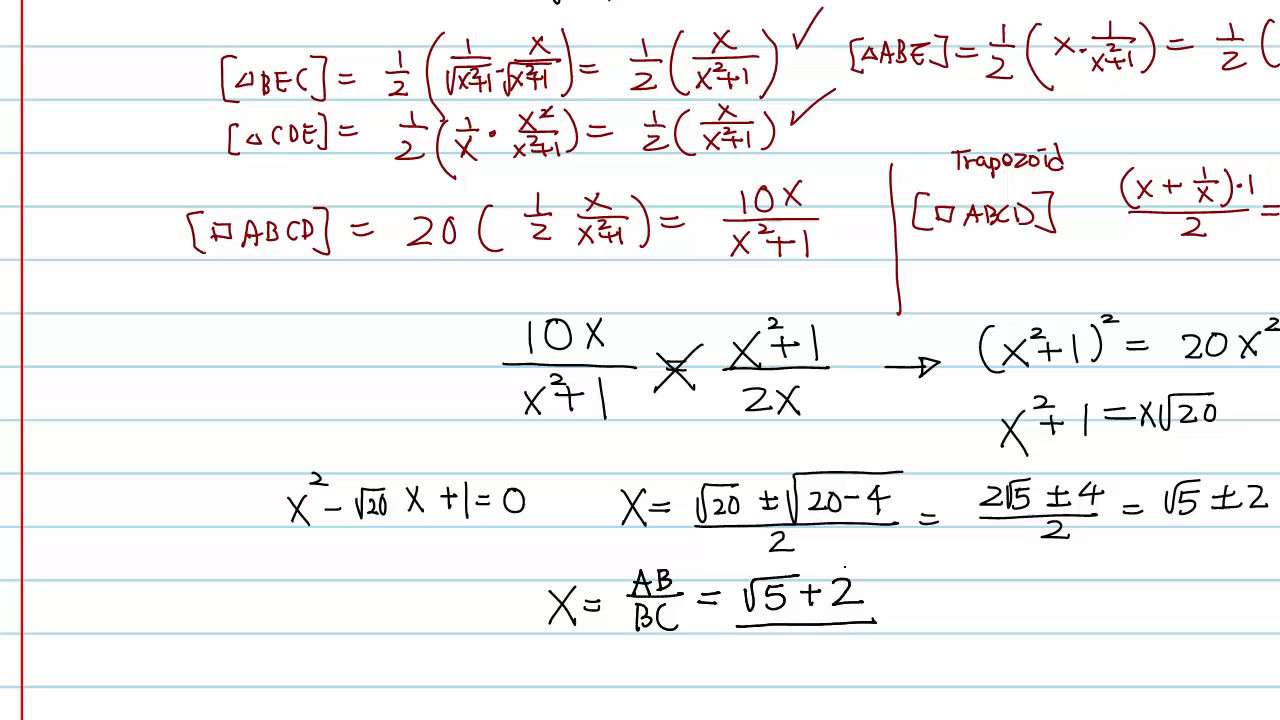 [△BEC] = 1/2 (1/√(x²+1) · x/√(x²+1)) = 1/2 (x/(x²+1)) ✓
[△ABE] = 1/2 (x · 1/(x²+1)) = 1/2 (
[△CDE] = 1/2 (1/x · x²/(x²+1)) = 1/2 (x/(x²+1)) ✓
Trapozoid
[□ABCD] = 20 (1/2 x/(x²+1)) = 10x/(x²+1)
[□ABCD] (x + 1/x)·1/2 =
10x/(x²+1) = (x²+1)/2x → (x²+1)² = 20x²
x²+1 = x√20
x² - √20 x + 1 = 0
x = (√20 ± √(20-4))/2 = (2√5 ± 4)/2 = √5 ± 2
x = AB/BC = √5 + 2